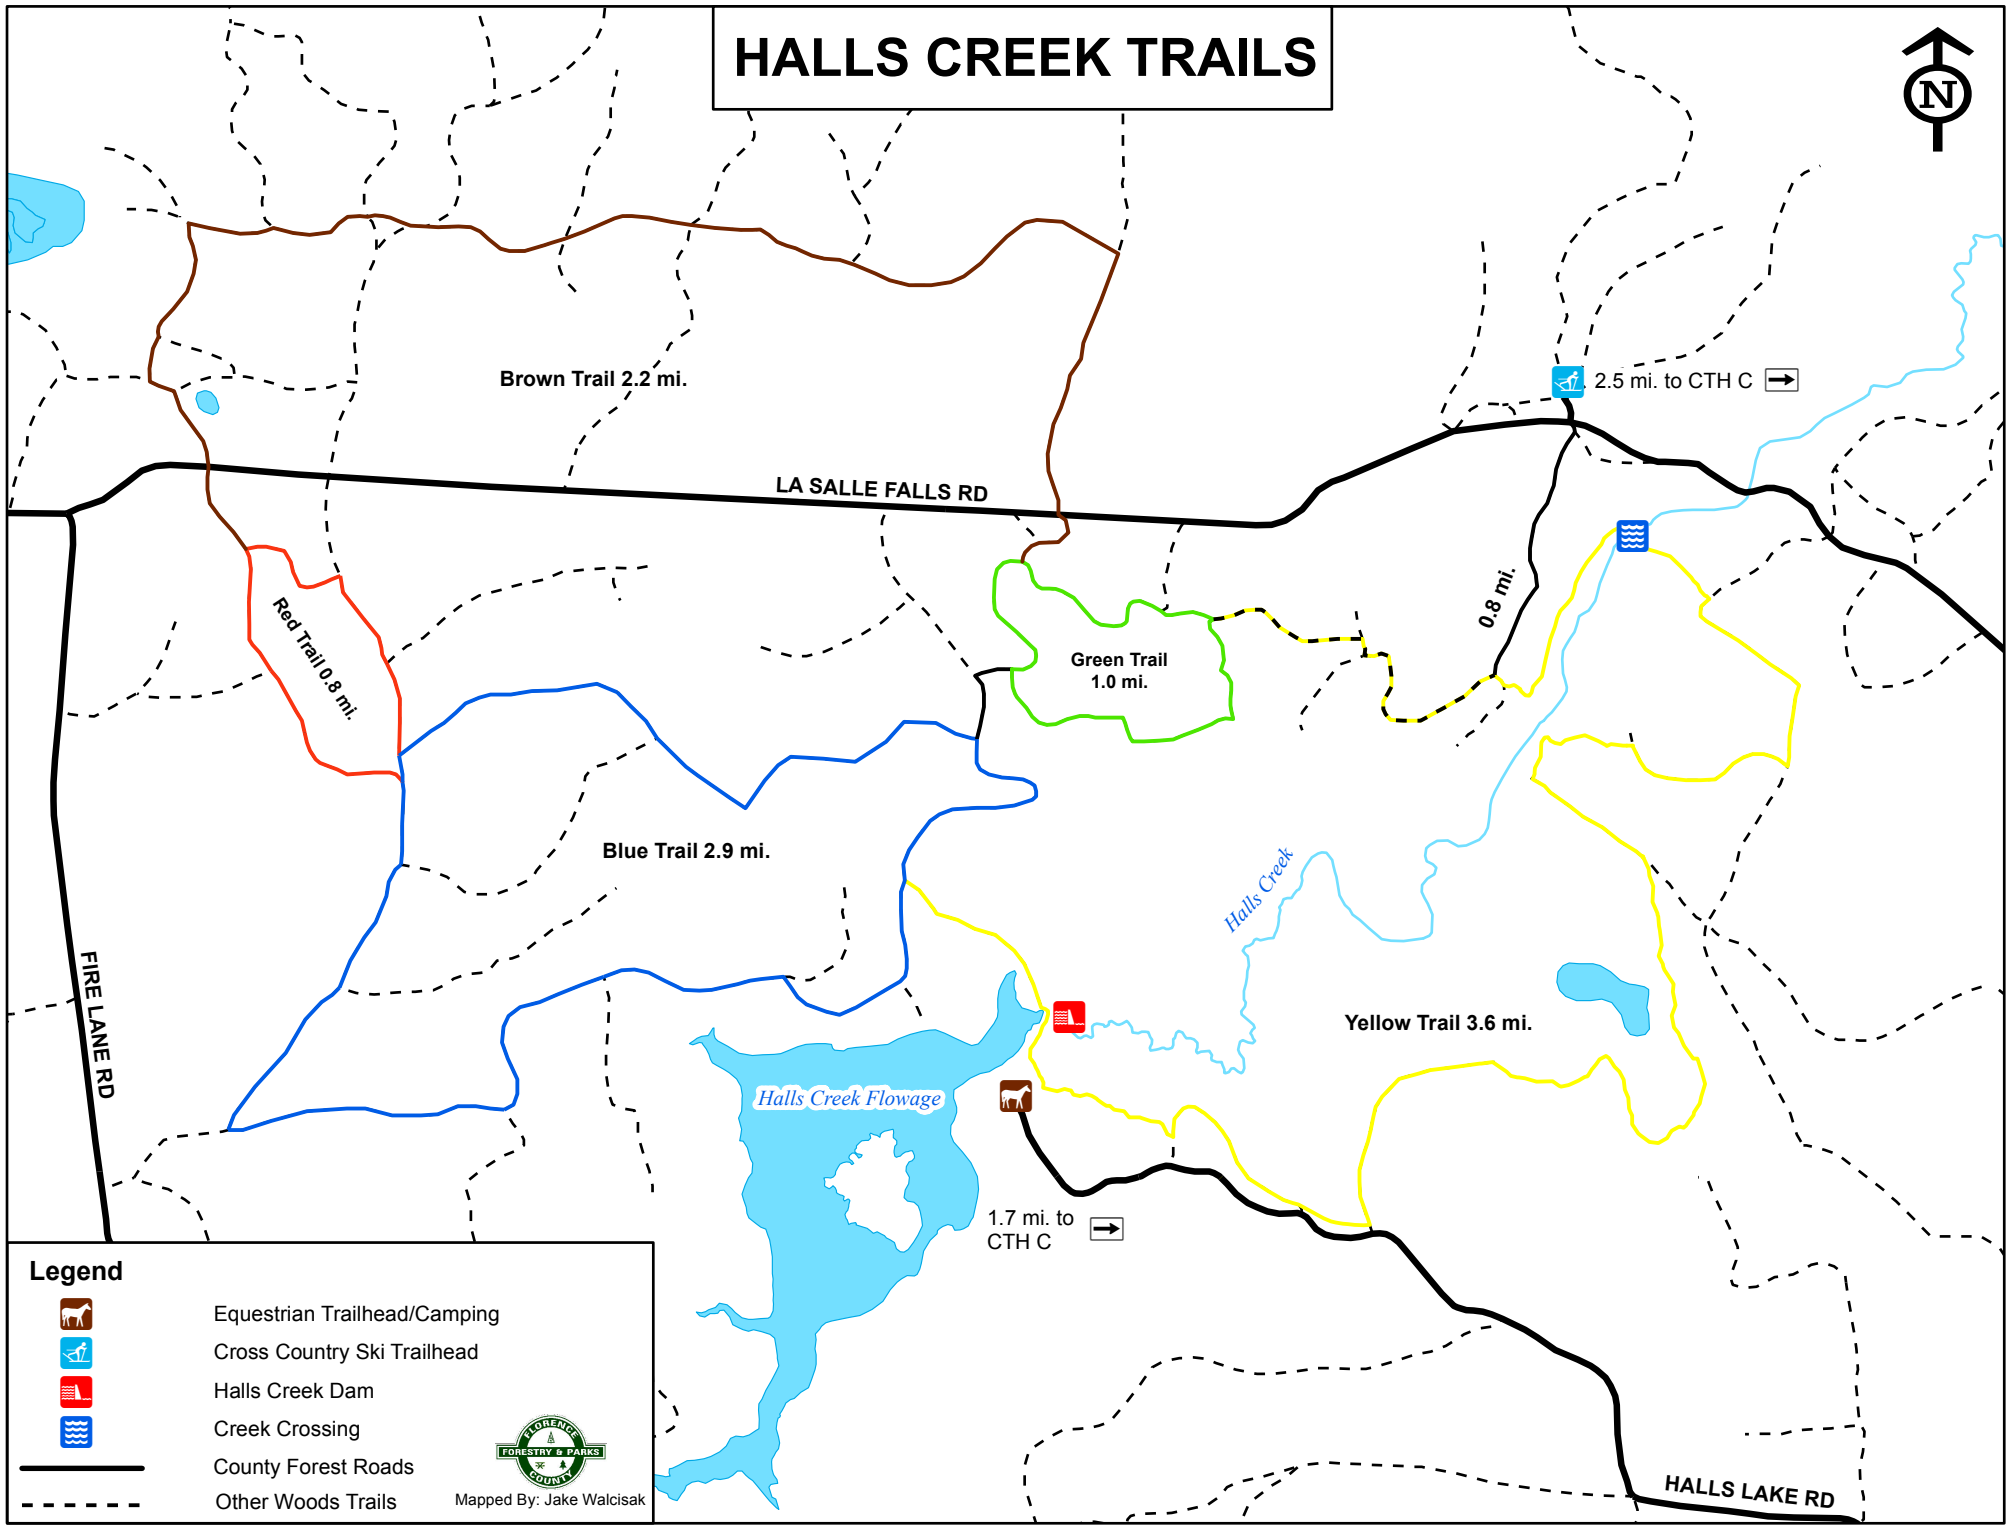 HALLS CREEK TRAILS
N
Brown Trail 2.2 mi.
2.5 mi. to CTH C
LA SALLE FALLS RD
0.8 mi.
Red Trail 0.8 mi.
Green Trail
1.0 mi.
Blue Trail 2.9 mi.
Halls Creek
FIRE LANE RD
Yellow Trail 3.6 mi.
Halls Creek Flowage
1.7 mi. to
CTH C
HALLS LAKE RD
Legend
Equestrian Trailhead/Camping
Cross Country Ski Trailhead
Halls Creek Dam
Creek Crossing
County Forest Roads
Other Woods Trails
FLORENCE
FORESTRY & PARKS
COUNTY
Mapped By: Jake Walcisak